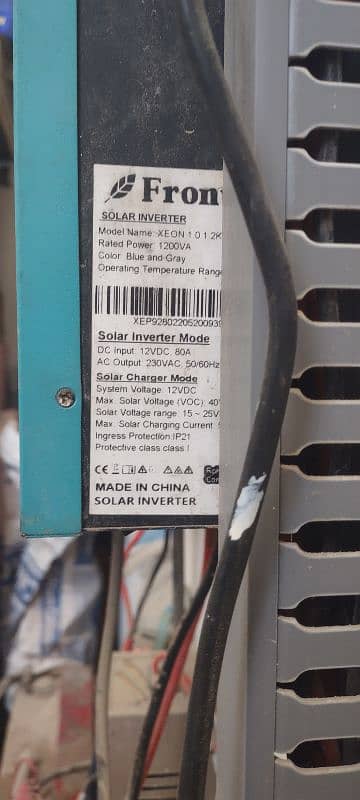 Fron
SOLAR INVERTER
Model Name: XEON 1.0 1.2K
Rated Power: 1200VA
Color: Blue and Gray
Operating Temperature Range
XEP9280220520093
Solar Inverter Mode
DC input: 12VDC, 80A
AC Output: 230VAC, 50/60Hz
Solar Charger Mode
System Voltage: 12VDC
Max. Solar Voltage (VOC): 40
Solar Voltage range: 15 ~ 25V
Max. Solar Charging Current
Ingress Protection:IP21
Protective class:class I
CE
MADE IN CHINA
SOLAR INVERTER